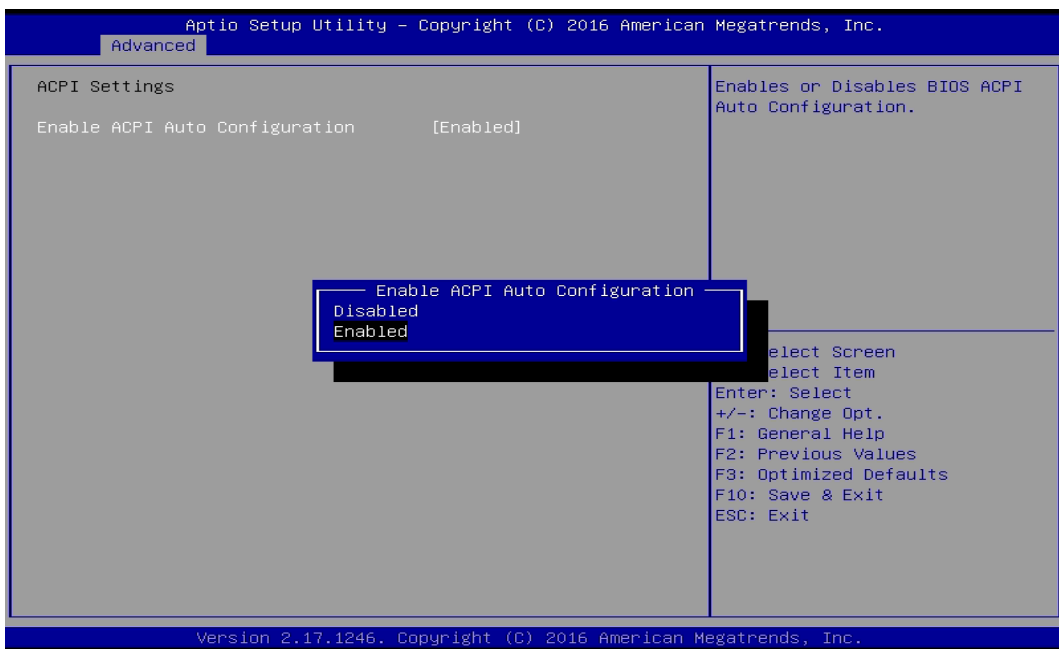 Aptio Setup Utility – Copyright (C) 2016 American Megatrends, Inc.
Advanced
ACPI Settings
Enable ACPI Auto Configuration [Enabled]
Enables or Disables BIOS ACPI
Auto Configuration.
Enable ACPI Auto Configuration
Disabled
Enabled
elect Screen
elect Item
Enter: Select
+/-: Change Opt.
F1: General Help
F2: Previous Values
F3: Optimized Defaults
F10: Save & Exit
ESC: Exit
Version 2.17.1246. Copyright (C) 2016 American Megatrends, Inc.